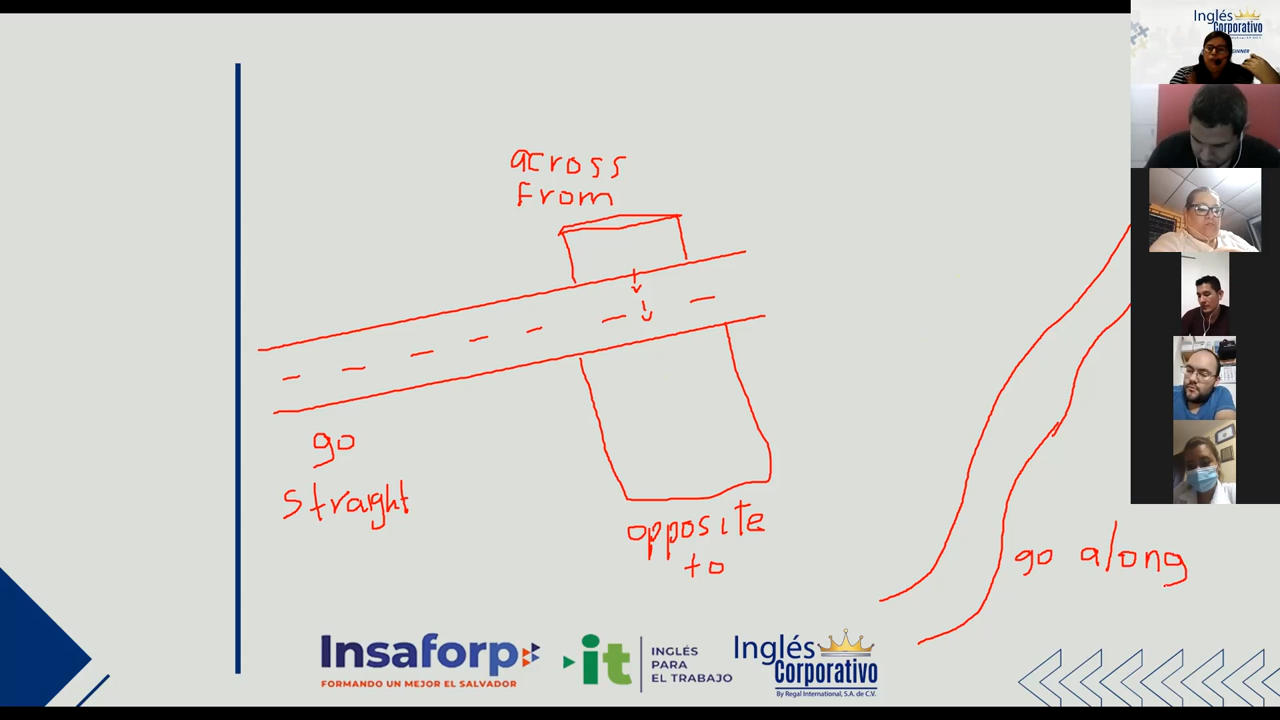 across
from
go
straight
opposite
to
go along
Insaforp
FORMANDO UN MEJOR EL SALVADOR
it
INGLÉS
PARA
EL TRABAJO
Inglés
Corporativo
By Regal International, S.A. de C.V.
Inglés
Corporativo